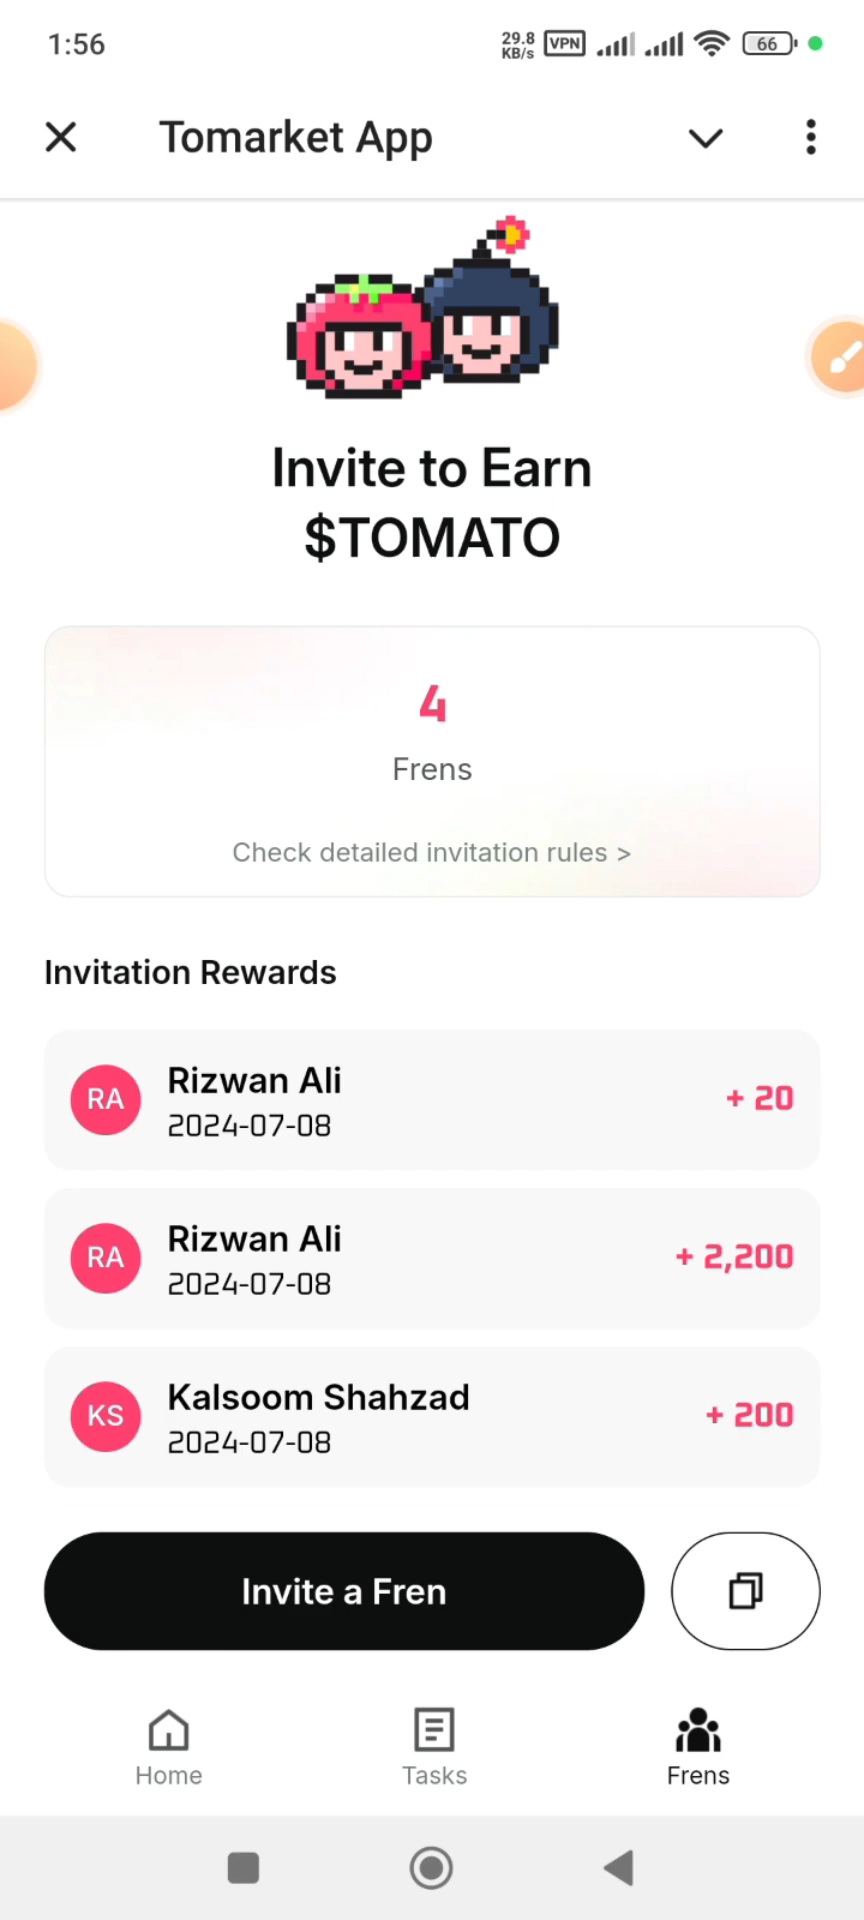 1:56
29.8
KB/s
VPN
66
Tomarket App
Invite to Earn
$TOMATO
4
Frens
Check detailed invitation rules >
Invitation Rewards
RA
Rizwan Ali
2024-07-08
+ 20
RA
Rizwan Ali
2024-07-08
+ 2,200
KS
Kalsoom Shahzad
2024-07-08
+ 200
Invite a Fren
Home
Tasks
Frens